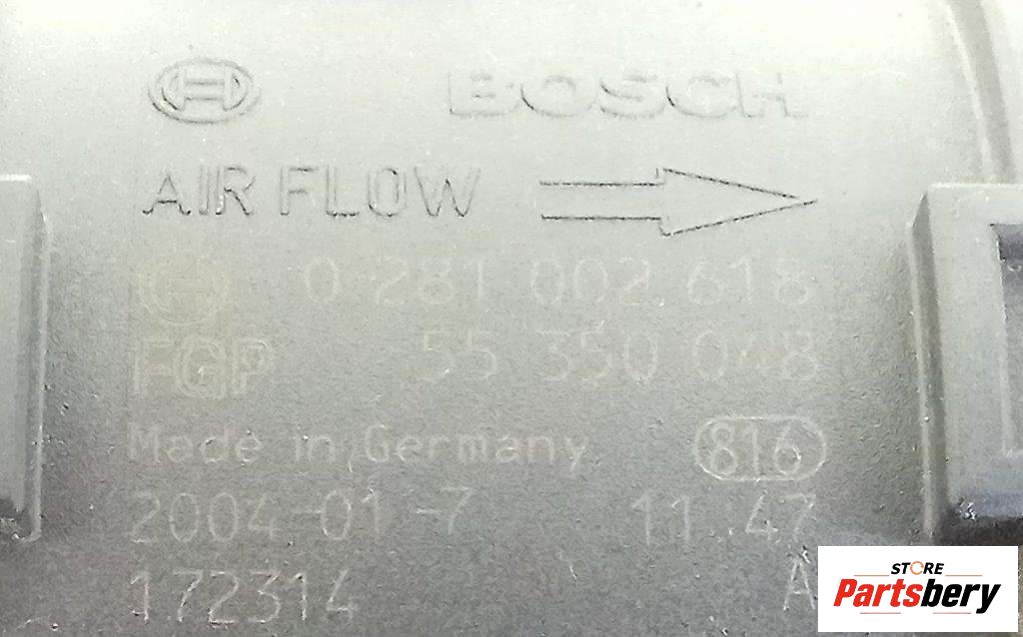 BOSCH
AIR FLOW
0 281 002 618
FGP 55 350 048
Made in Germany 816
2004-01-7 11.47
172314 A
STORE
Partsbery